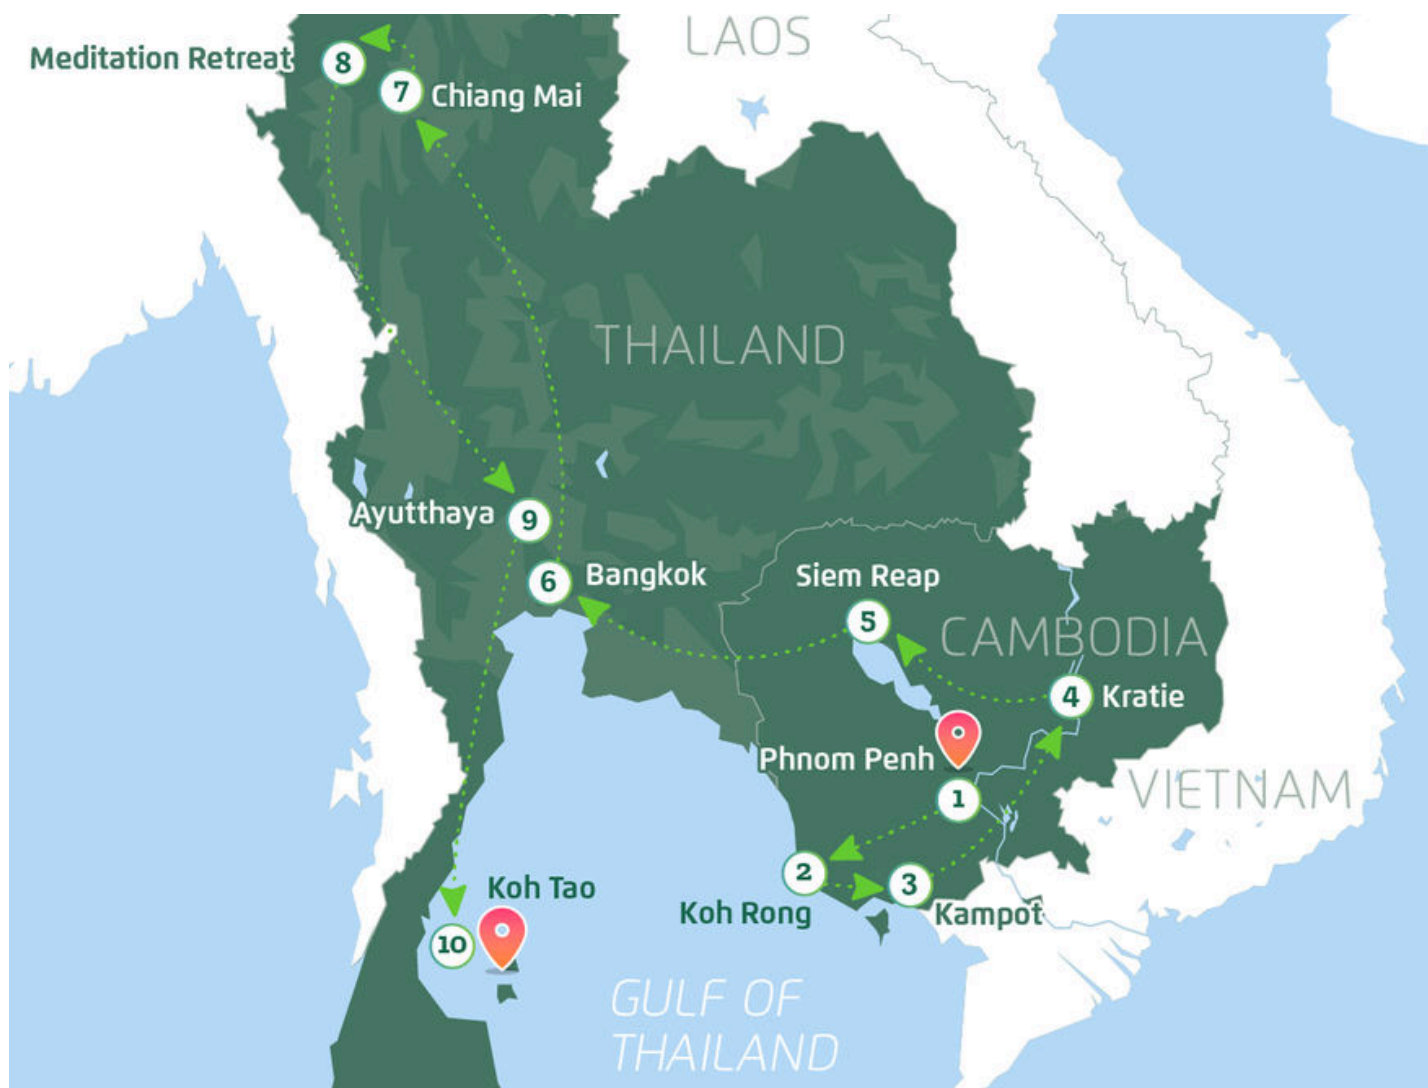 LAOS
Meditation Retreat
8
7
Chiang Mai
THAILAND
Ayutthaya
9
6
Bangkok
Siem Reap
5
CAMBODIA
4
Kratie
Phnom Penh
1
VIETNAM
2
3
Koh Rong
Kampot
Koh Tao
10
GULF OF
THAILAND